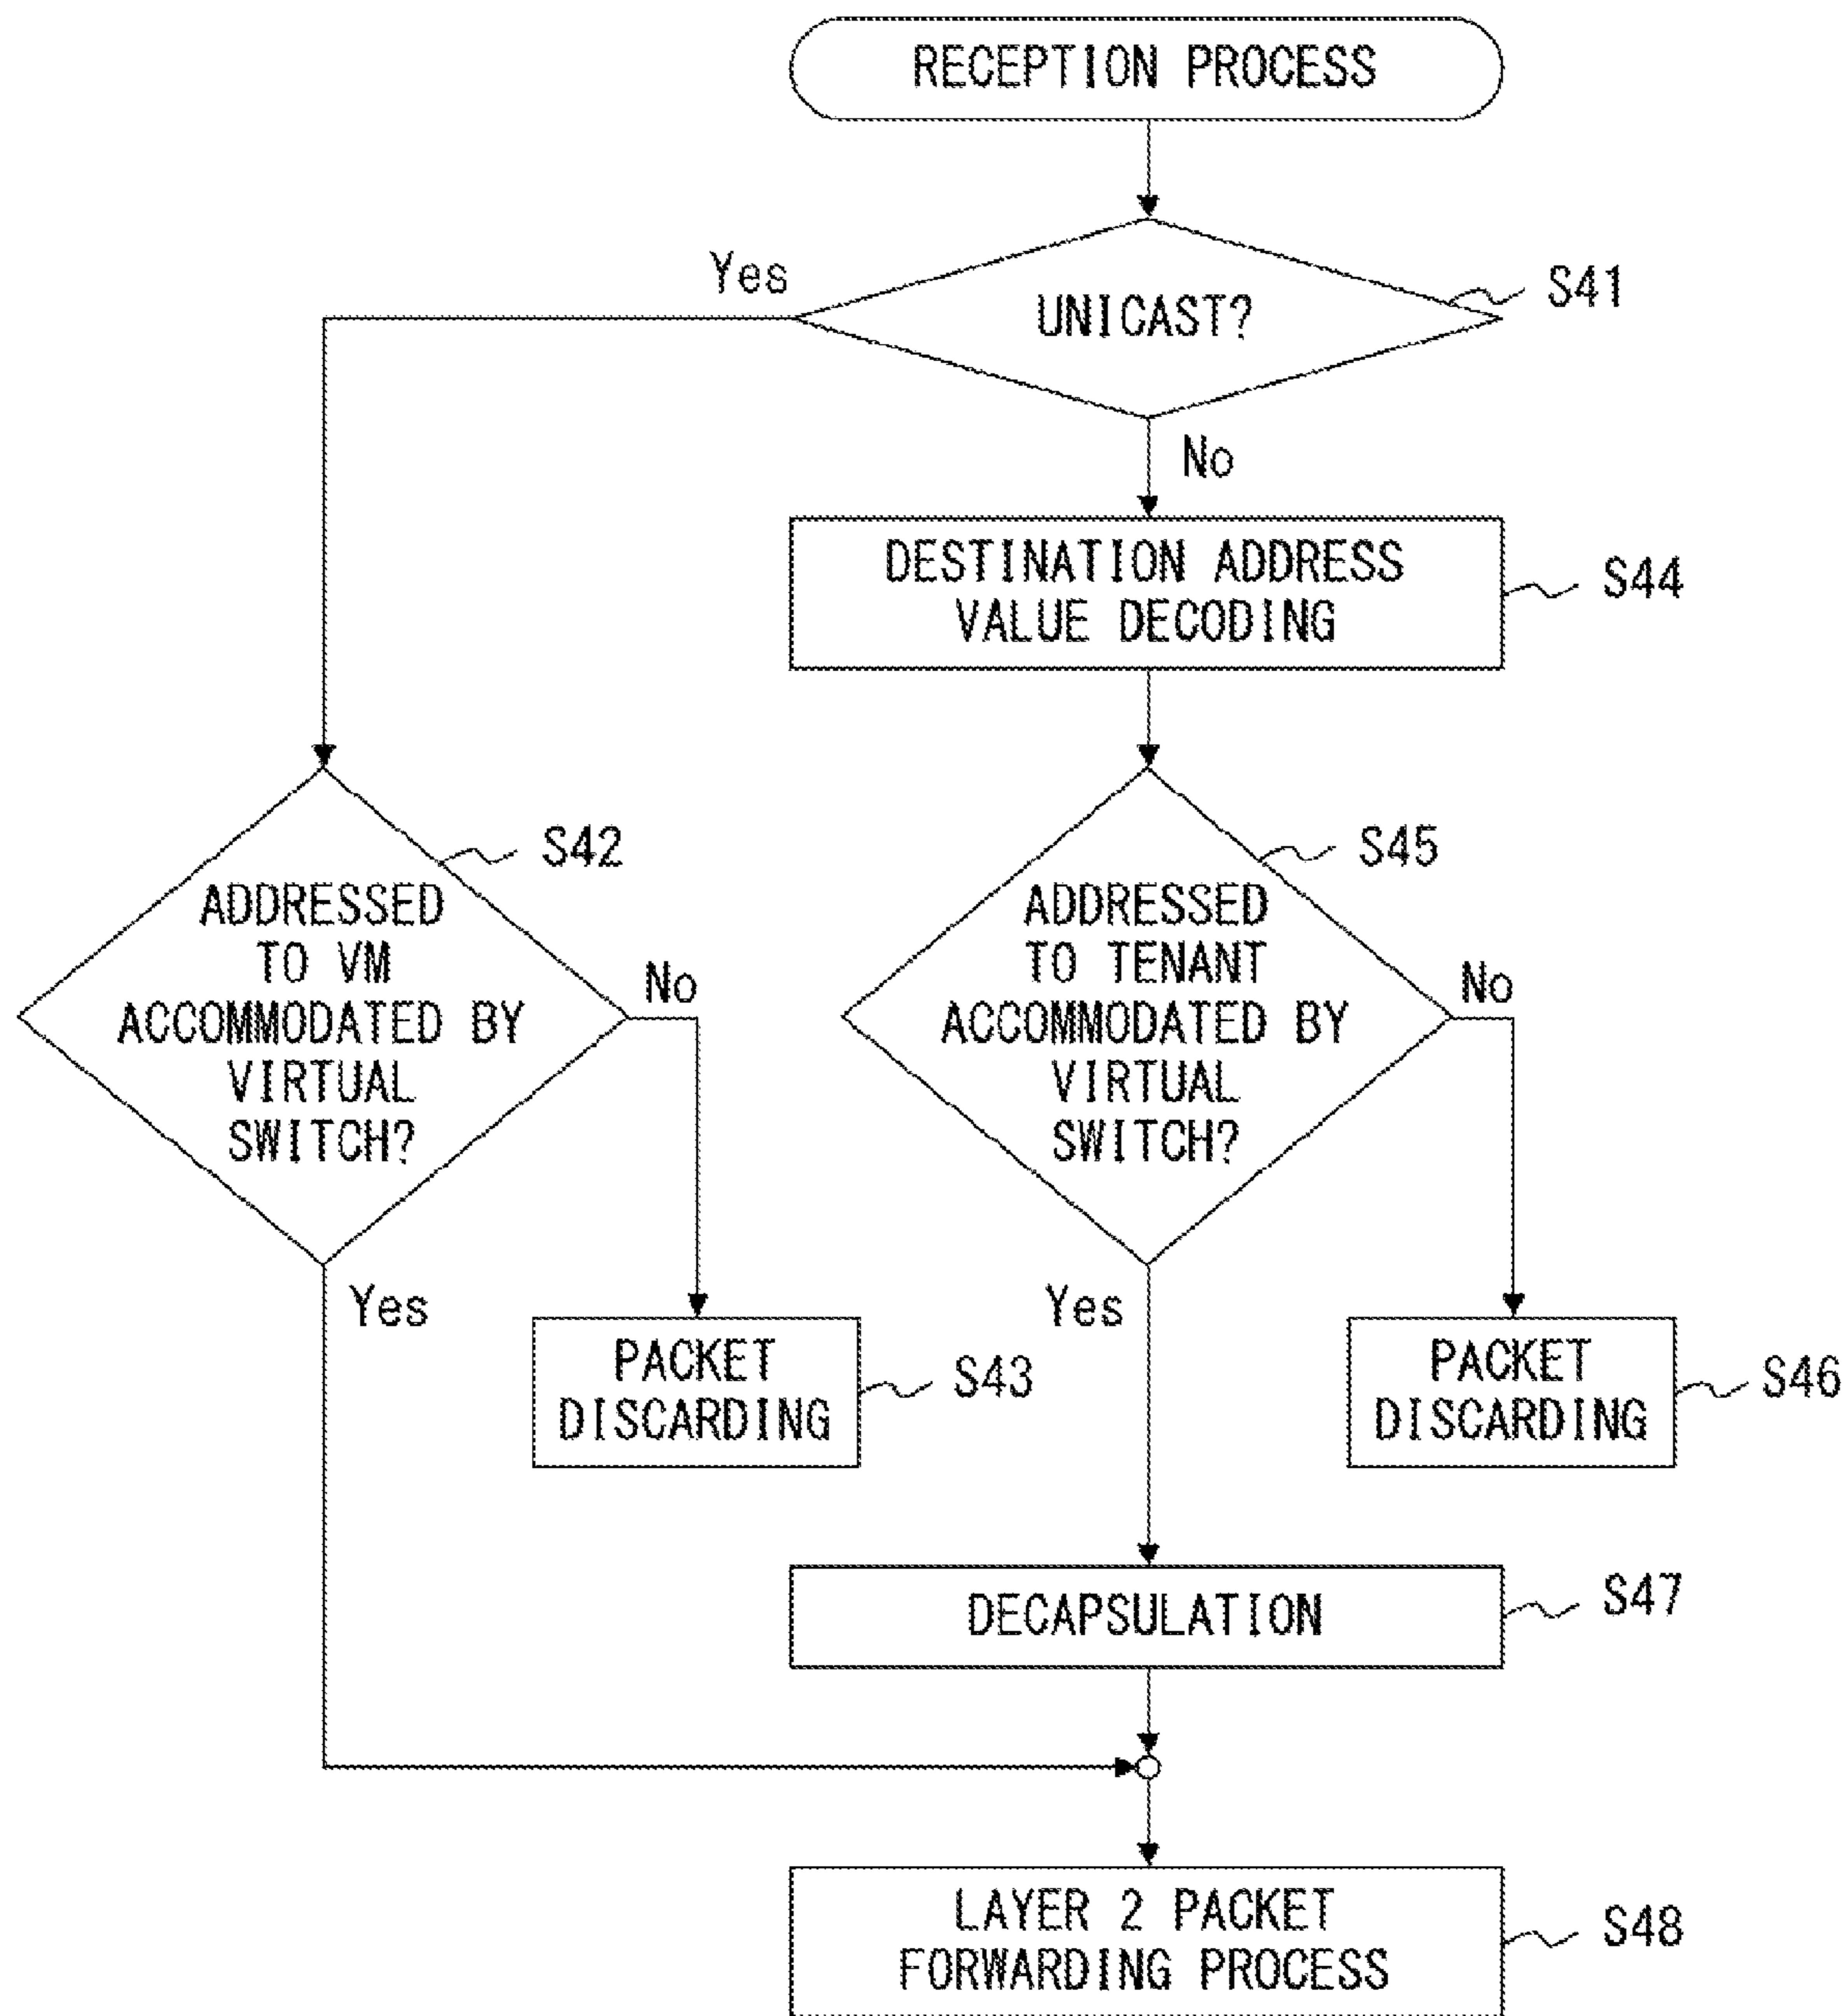 RECEPTION PROCESS
Yes
UNICAST?
S41
No
DESTINATION ADDRESS
VALUE DECODING
S44
S42
ADDRESSED
TO VM
ACCOMMODATED BY
VIRTUAL
SWITCH?
No
Yes
S45
ADDRESSED
TO TENANT
ACCOMMODATED BY
VIRTUAL
SWITCH?
No
Yes
PACKET
DISCARDING
S43
PACKET
DISCARDING
S46
DECAPSULATION
S47
LAYER 2 PACKET
FORWARDING PROCESS
S48